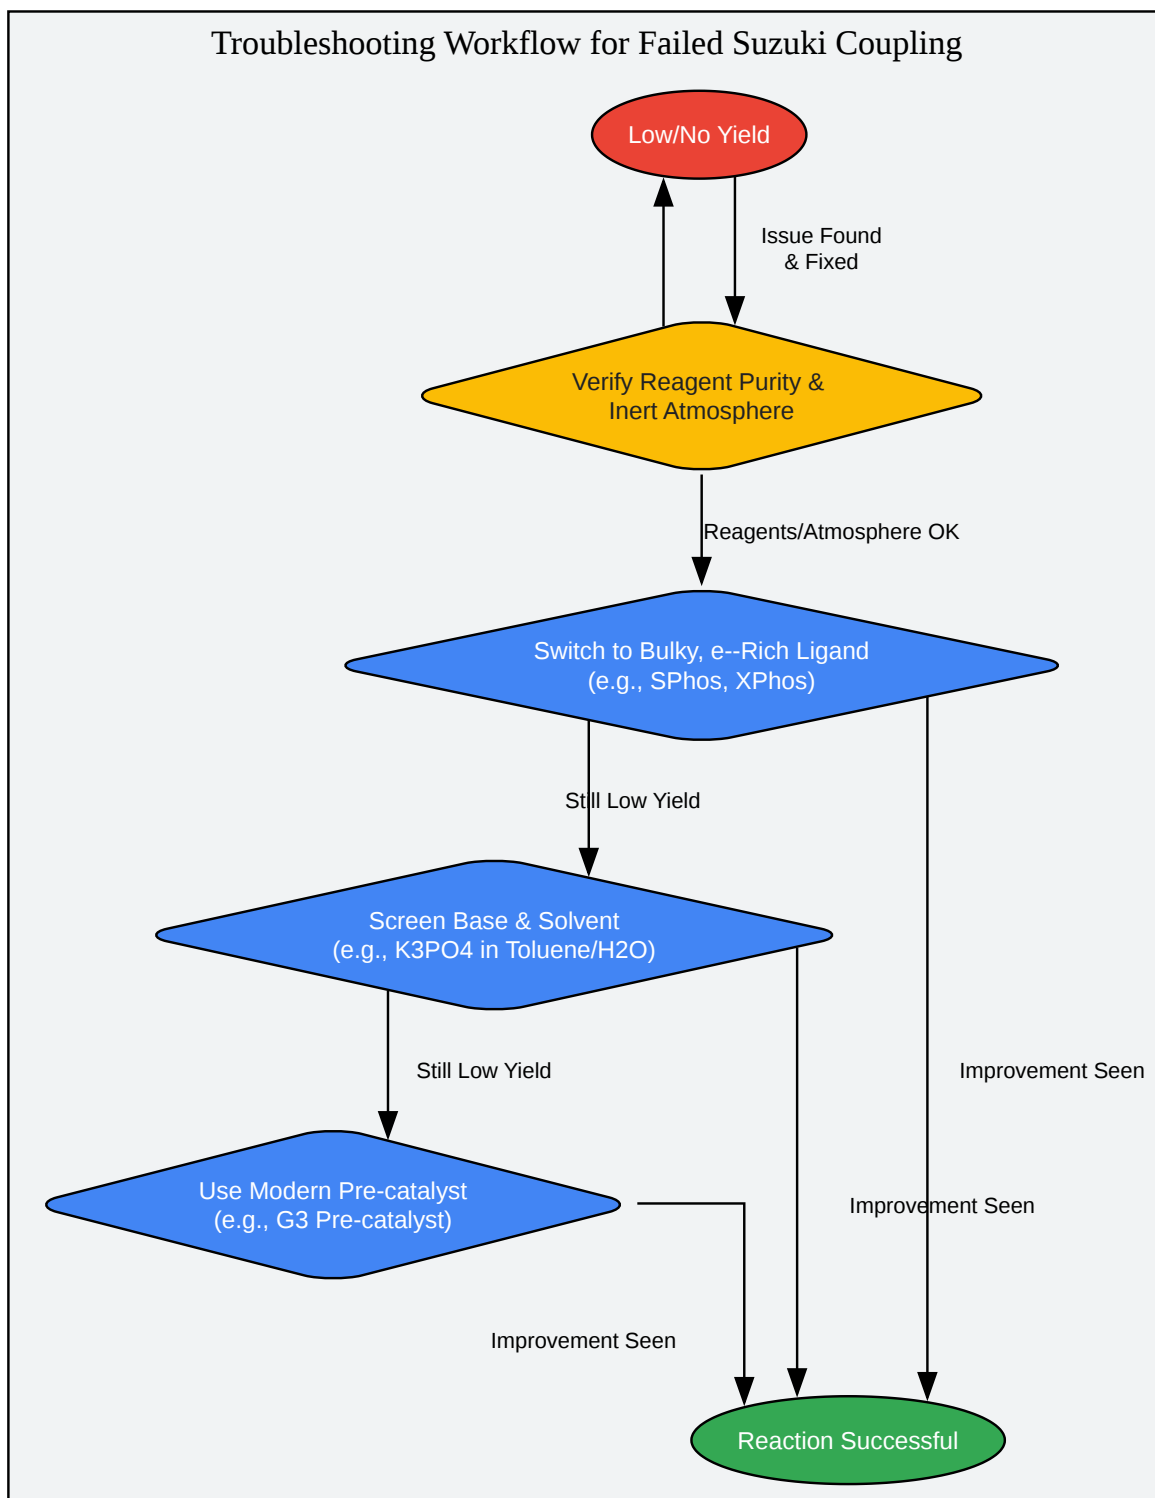 Troubleshooting Workflow for Failed Suzuki Coupling
Low/No Yield
Issue Found
& Fixed
Verify Reagent Purity &
Inert Atmosphere
Reagents/Atmosphere OK
Switch to Bulky, e--Rich Ligand
(e.g., SPhos, XPhos)
Still Low Yield
Screen Base & Solvent
(e.g., K3PO4 in Toluene/H2O)
Still Low Yield
Improvement Seen
Use Modern Pre-catalyst
(e.g., G3 Pre-catalyst)
Improvement Seen
Improvement Seen
Reaction Successful